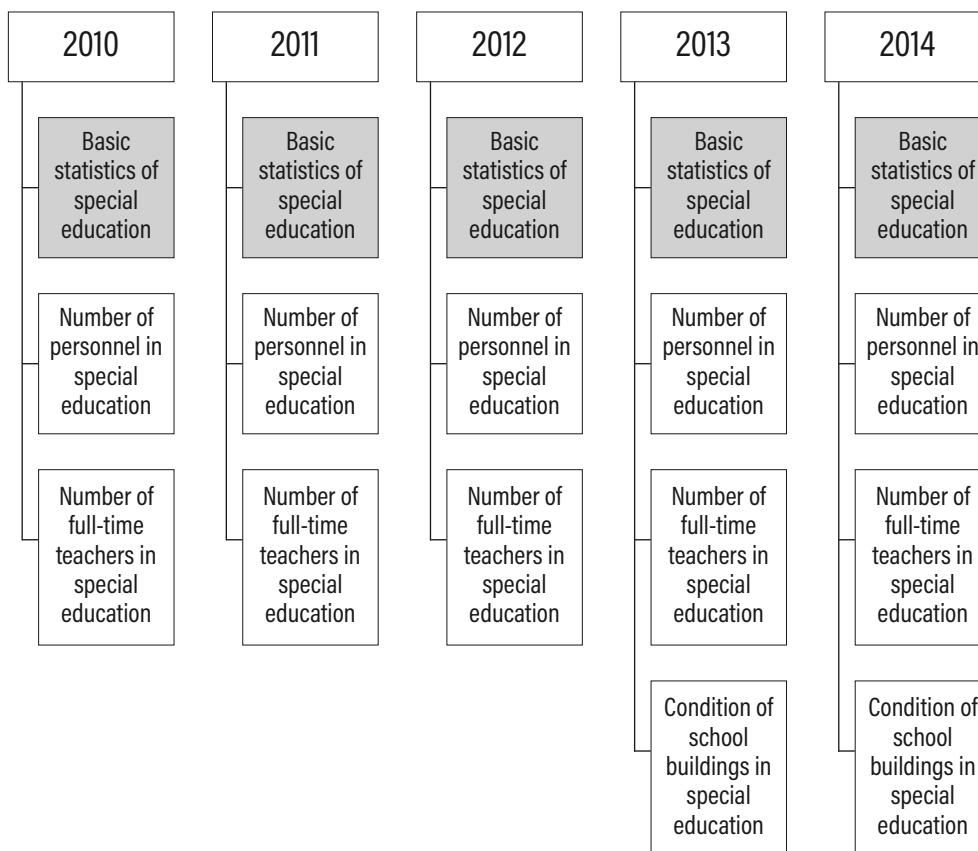 2010
Basic
statistics of
special
education
Number of
personnel in
special
education
Number of
full-time
teachers in
special
education
2011
Basic
statistics of
special
education
Number of
personnel in
special
education
Number of
full-time
teachers in
special
education
2012
Basic
statistics of
special
education
Number of
personnel in
special
education
Number of
full-time
teachers in
special
education
2013
Basic
statistics of
special
education
Number of
personnel in
special
education
Number of
full-time
teachers in
special
education
Condition of
school
buildings in
special
education
2014
Basic
statistics of
special
education
Number of
personnel in
special
education
Number of
full-time
teachers in
special
education
Condition of
school
buildings in
special
education